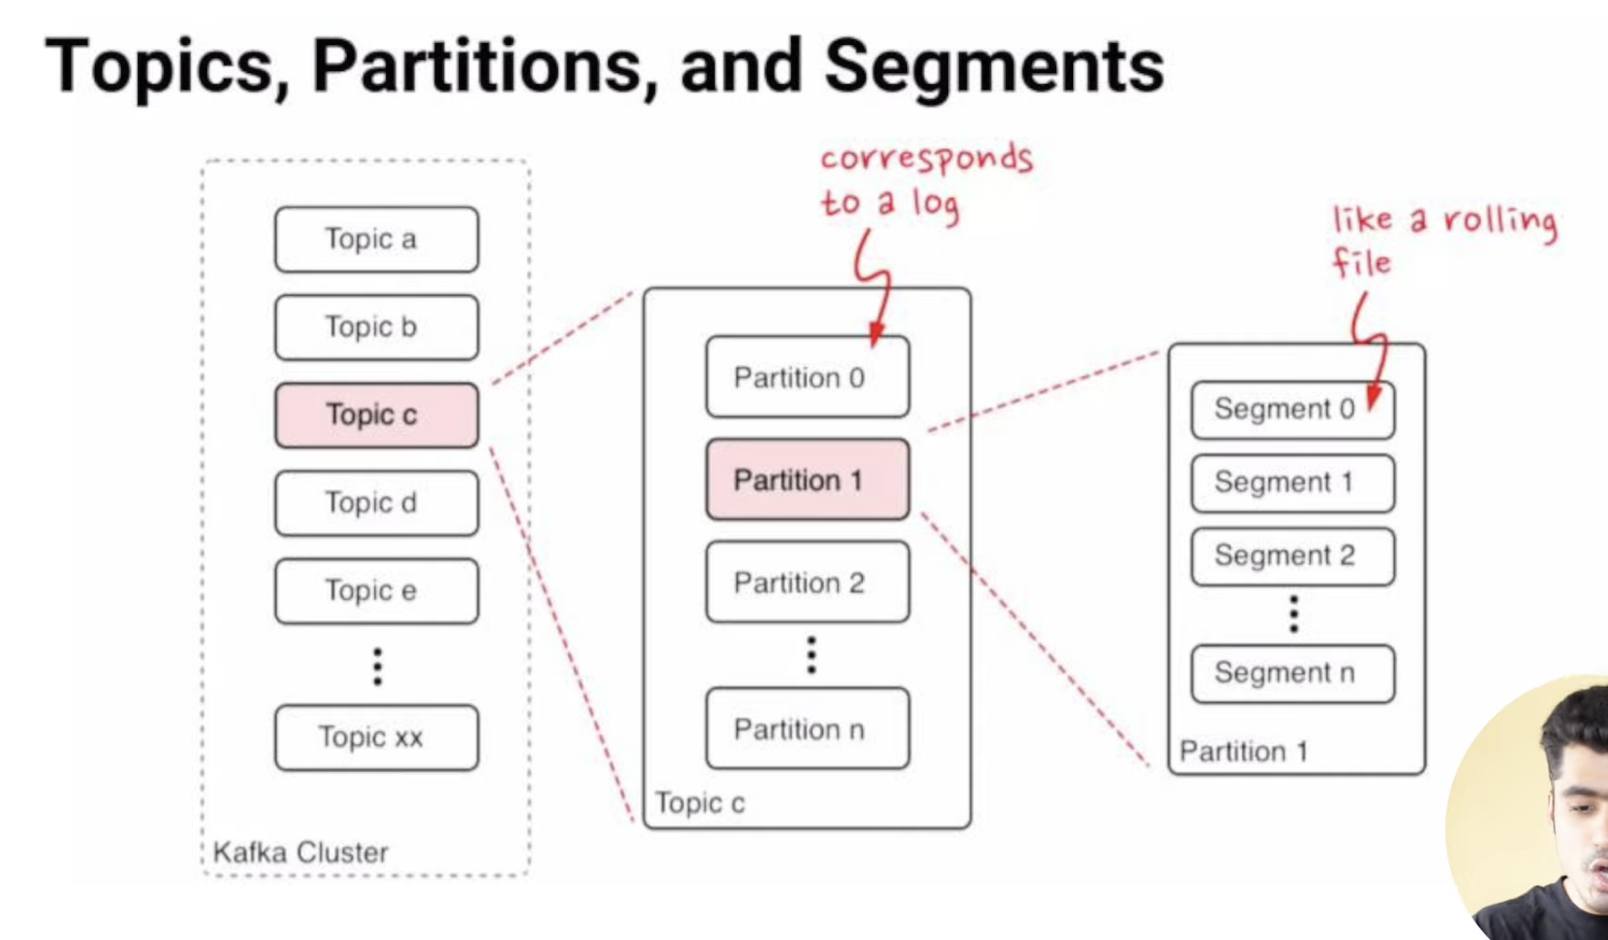 Topics, Partitions, and Segments
Topic a
Topic b
Topic c
Topic d
Topic e
Topic xx
Kafka Cluster
corresponds
to a log
Partition 0
Partition 1
Partition 2
Partition n
Topic c
like a rolling
file
Segment 0
Segment 1
Segment 2
Segment n
Partition 1